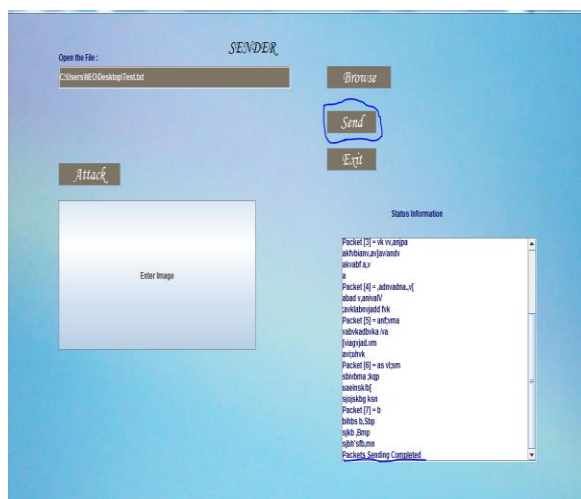 SENDER
Open the File :
C:\Users\NEO\Desktop\Test.txt
Browse
Send
Exit
Attack
Enter Image
Status Information
Packet [3] = vk vv,anjpa
akfvbianv,av[av/andv
akvabf a,v
a
Packet [4] = ,adnvadna.,v[
abad v,anivafV
;avklabnvjadd fvk
Packet [5] = anf;vma
vabvkadbvka /va
[viagvjad.vm
av;uhvk
Packet [6] = as vl;sm
sbivbma ;kqp
uaeinsk/b[
sjojskbg ksn
Packet [7] = b
bihbs b,Sbp
sjkb ,Bmp
sjbh'sfb,mn
Packets Sending Completed